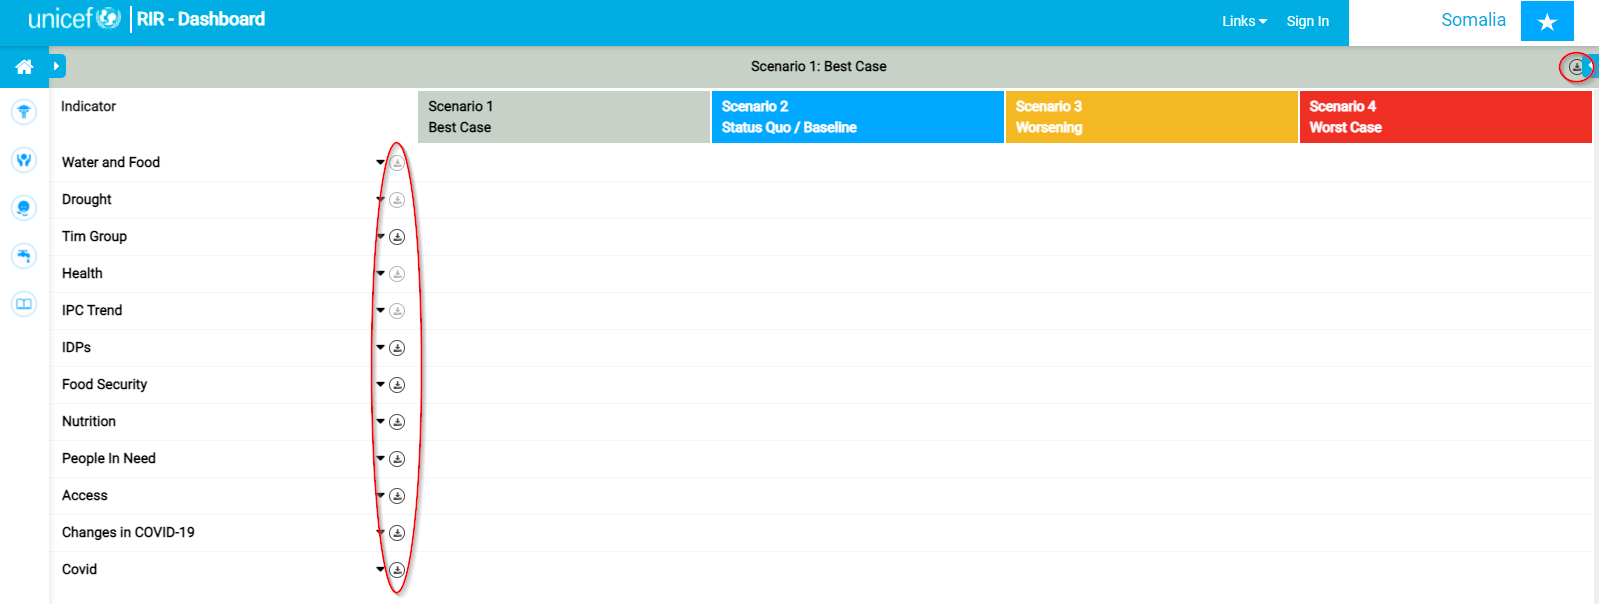 unicef RIR - Dashboard Links Sign In Somalia
Scenario 1: Best Case
Indicator
Scenario 1
Best Case
Scenario 2
Status Quo / Baseline
Scenario 3
Worsening
Scenario 4
Worst Case
Water and Food
Drought
Tim Group
Health
IPC Trend
IDPs
Food Security
Nutrition
People In Need
Access
Changes in COVID-19
Covid